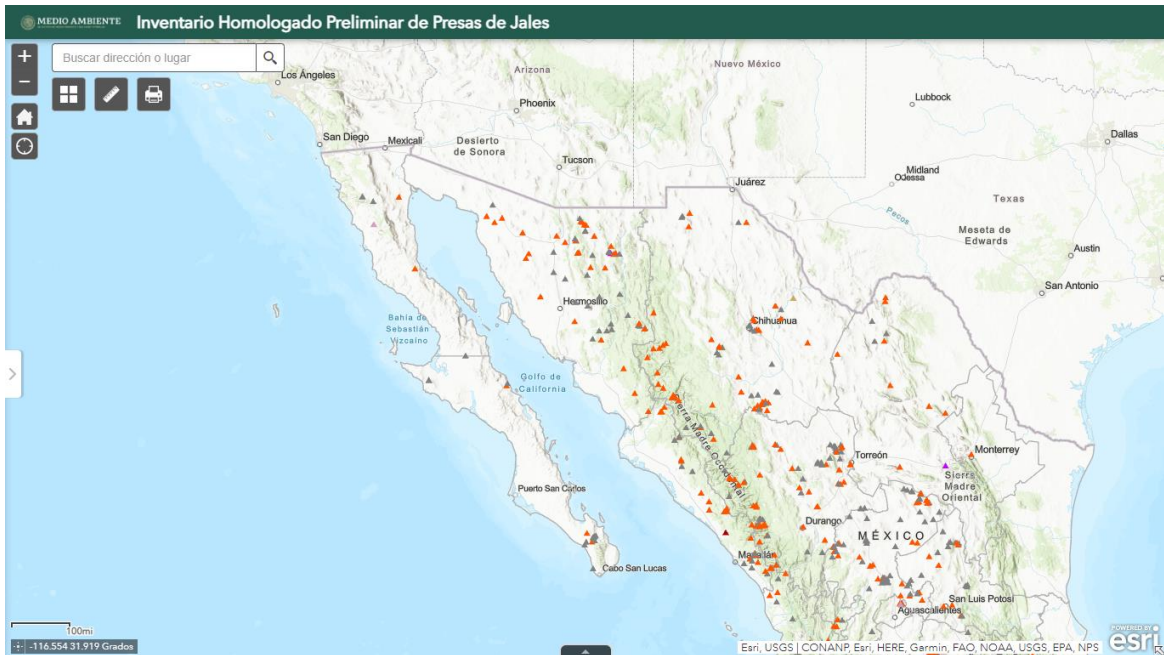 MEDIO AMBIENTE
Inventario Homologado Preliminar de Presas de Jales
+
Buscar dirección o lugar
−
Los Ángeles
Arizona
Nuevo México
Phoenix
Lubbock
San Diego
Mexicali
Desierto
de Sonora
Tucson
Dallas
Midland
Odessa
Juárez
Texas
Pecos
Meseta de
Edwards
Austin
San Antonio
Hermosillo
Bahía de
Sebastián
Vizcaíno
Chihuahua
Golfo de
California
Sierra Madre Occidental
Monterrey
Torreón
Sierra
Madre
Oriental
Puerto San Carlos
Durango
MÉXICO
Mazatlán
Cabo San Lucas
San Luis Potosí
Aguascalientes
100mi
-116.554 31.919 Grados
Esri, USGS | CONANP, Esri, HERE, Garmin, FAO, NOAA, USGS, EPA, NPS
POWERED BY
esri